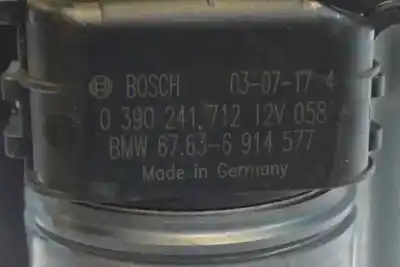 BOSCH 03-07-17 4
0 390 241 712 12V 058
BMW 67.63-6 914 577
Made in Germany